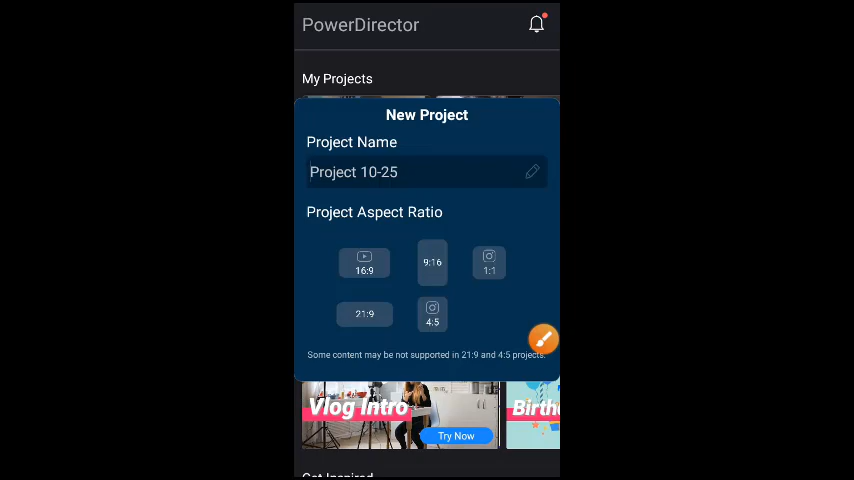 PowerDirector
My Projects
New Project
Project Name
Project 10-25
Project Aspect Ratio
16:9
9:16
1:1
21:9
4:5
Some content may be not supported in 21:9 and 4:5 projects.
Vlog Intro
Birth
Try Now
Get Inspired